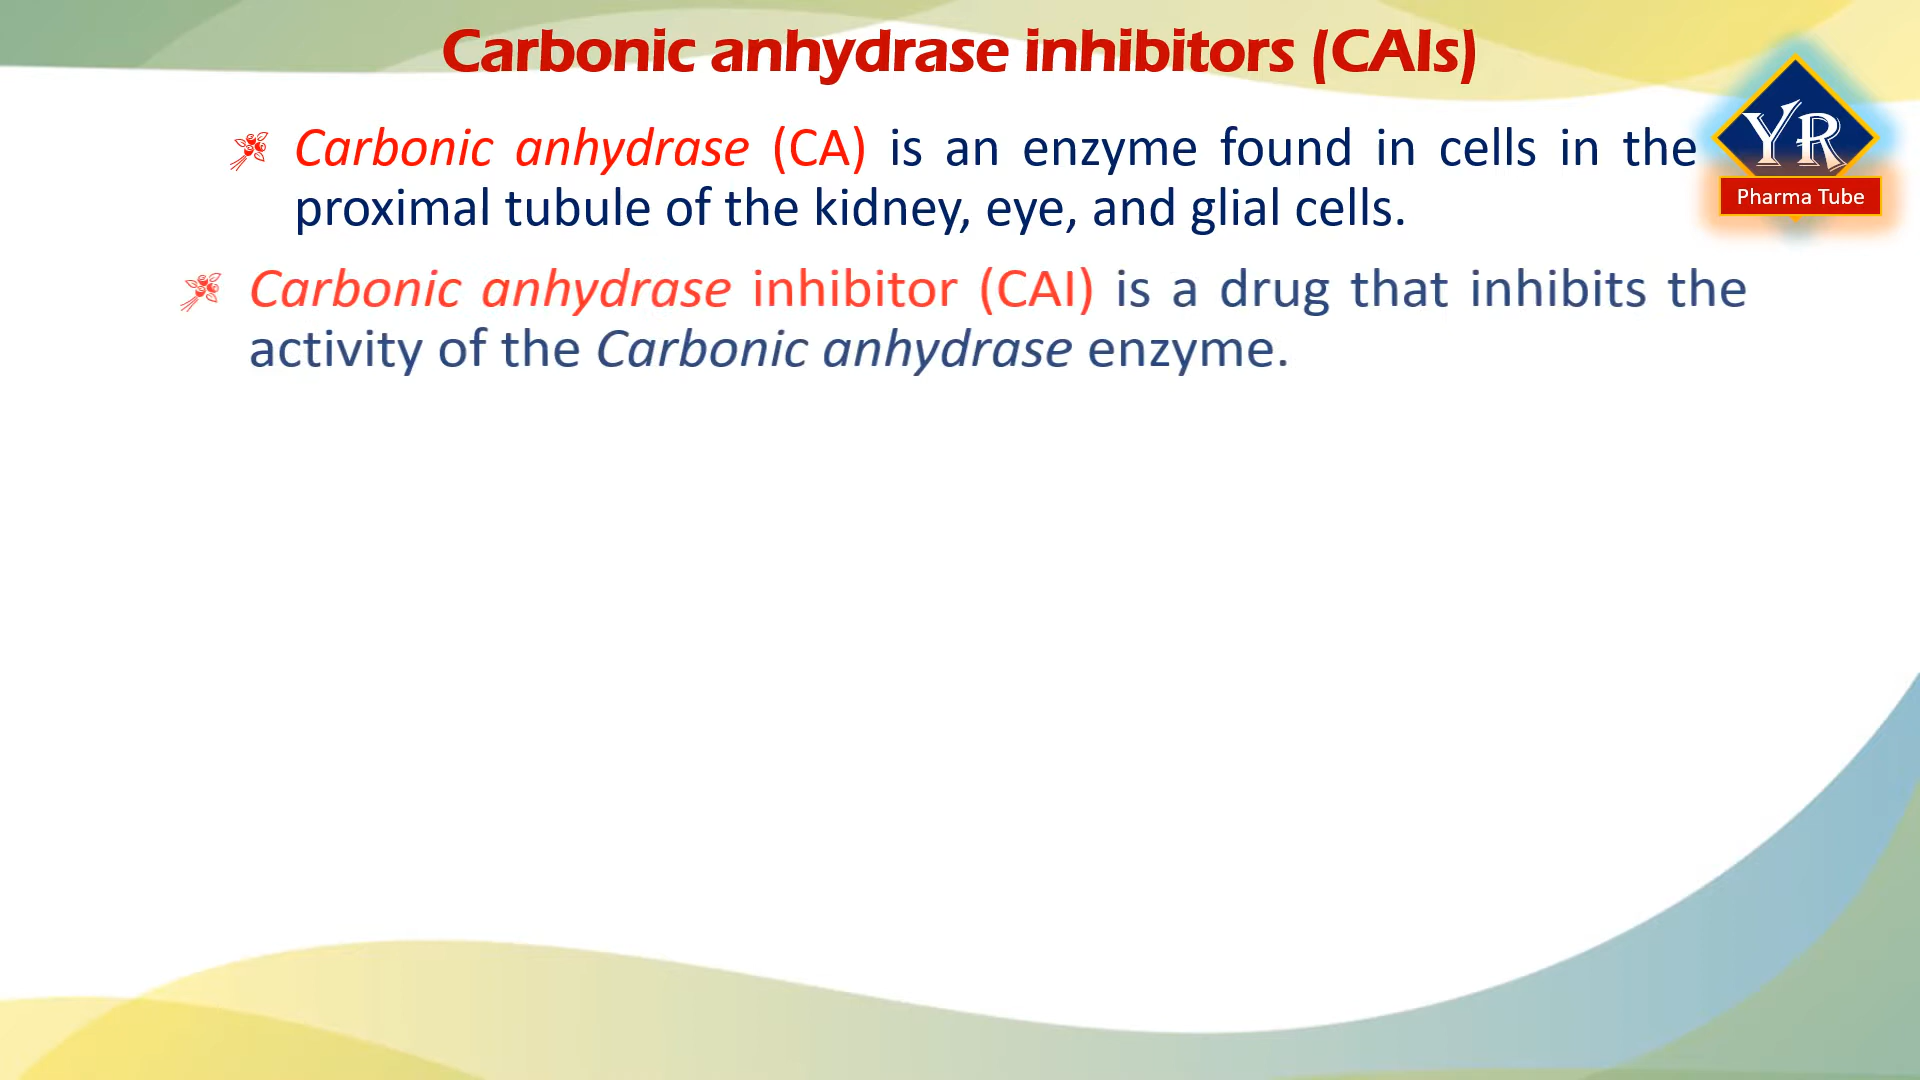 Carbonic anhydrase inhibitors (CAIs)
Carbonic anhydrase (CA) is an enzyme found in cells in the
proximal tubule of the kidney, eye, and glial cells.
YR
Pharma Tube
Carbonic anhydrase inhibitor (CAI) is a drug that inhibits the
activity of the Carbonic anhydrase enzyme.